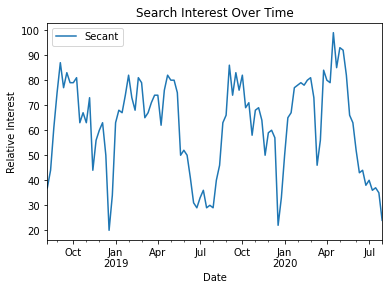 Search Interest Over Time
Secant
Relative Interest
100
90
80
70
60
50
40
30
20
Oct Jan Apr Jul Oct Jan Apr Jul
2019 2020
Date